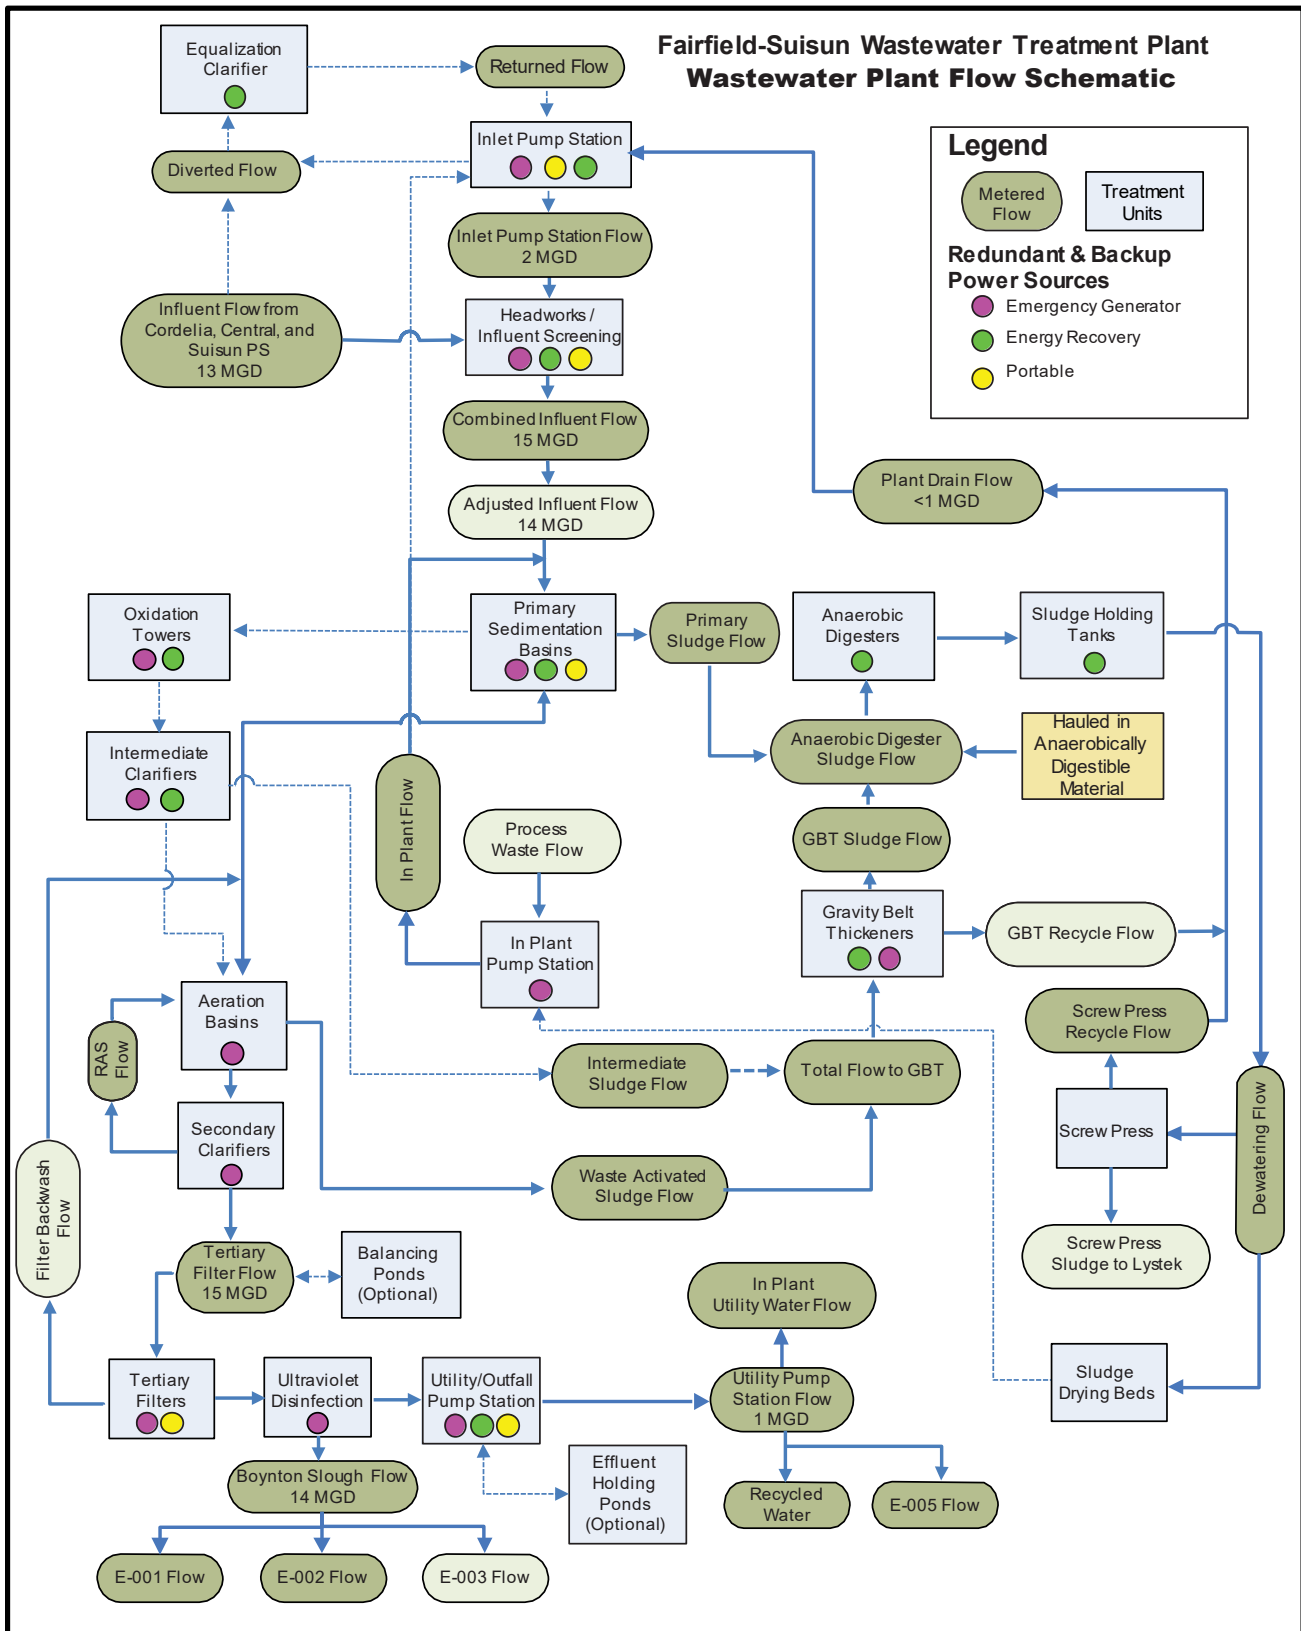 Fairfield-Suisun Wastewater Treatment Plant
Wastewater Plant Flow Schematic
Equalization
Clarifier
Returned Flow
Inlet Pump Station
Diverted Flow
Inlet Pump Station Flow
2 MGD
Influent Flow from
Cordelia, Central, and
Suisun PS
13 MGD
Headworks /
Influent Screening
Combined Influent Flow
15 MGD
Adjusted Influent Flow
14 MGD
Legend
Metered
Flow
Treatment
Units
Redundant & Backup
Power Sources
Emergency Generator
Energy Recovery
Portable
Plant Drain Flow
<1 MGD
Oxidation
Towers
Primary
Sedimentation
Basins
Primary
Sludge Flow
Anaerobic
Digesters
Sludge Holding
Tanks
Intermediate
Clarifiers
Anaerobic Digester
Sludge Flow
Hauled in
Anaerobically
Digestible
Material
In Plant Flow
Process
Waste Flow
GBT Sludge Flow
In Plant
Pump Station
Gravity Belt
Thickeners
GBT Recycle Flow
Aeration
Basins
RAS
Flow
Screw Press
Recycle Flow
Intermediate
Sludge Flow
Total Flow to GBT
Secondary
Clarifiers
Screw Press
Dewatering Flow
Waste Activated
Sludge Flow
Filter Backwash
Flow
Screw Press
Sludge to Lystek
Tertiary
Filter Flow
15 MGD
Balancing
Ponds
(Optional)
In Plant
Utility Water Flow
Tertiary
Filters
Ultraviolet
Disinfection
Utility/Outfall
Pump Station
Utility Pump
Station Flow
1 MGD
Sludge
Drying Beds
Boynton Slough Flow
14 MGD
Effluent
Holding
Ponds
(Optional)
Recycled
Water
E-005 Flow
E-001 Flow
E-002 Flow
E-003 Flow